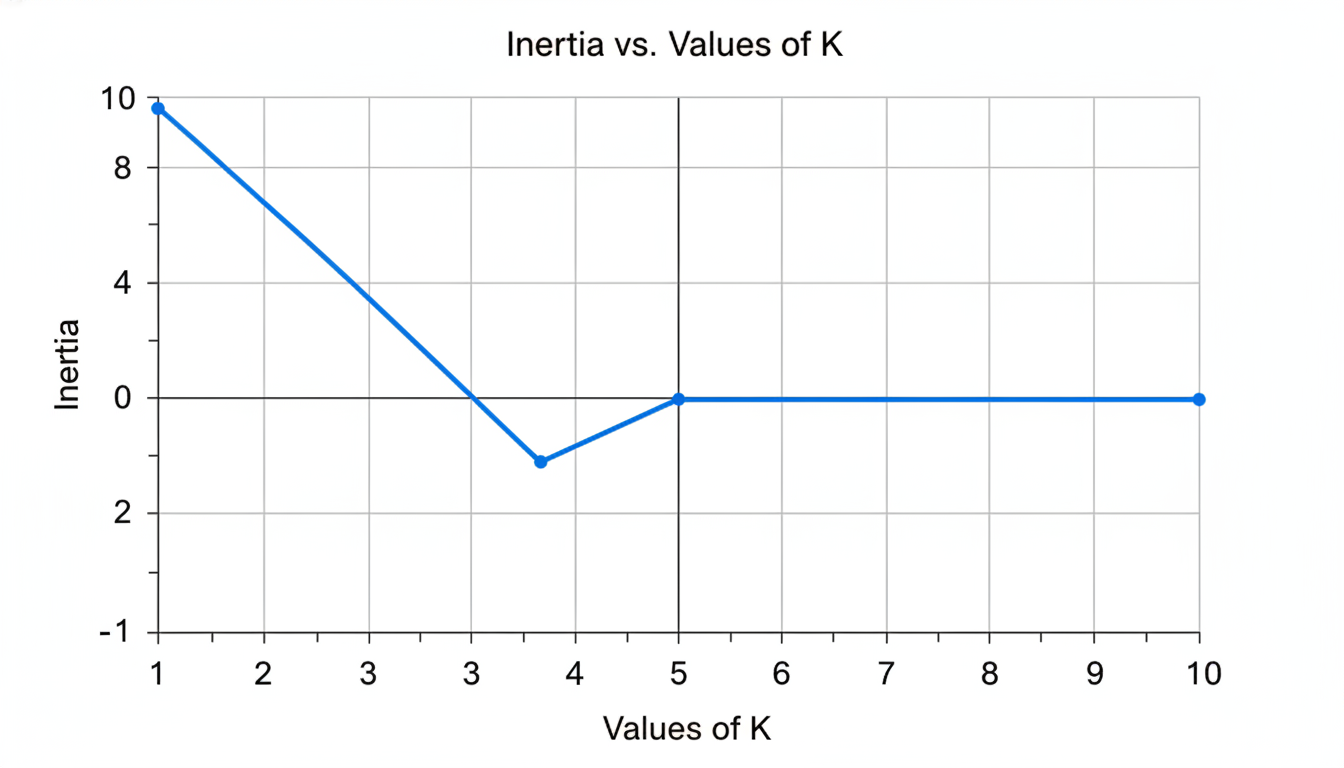 Inertia vs. Values of K
10
8
4
0
2
-1
Inertia
1 2 3 3 4 5 6 7 8 9 10
Values of K